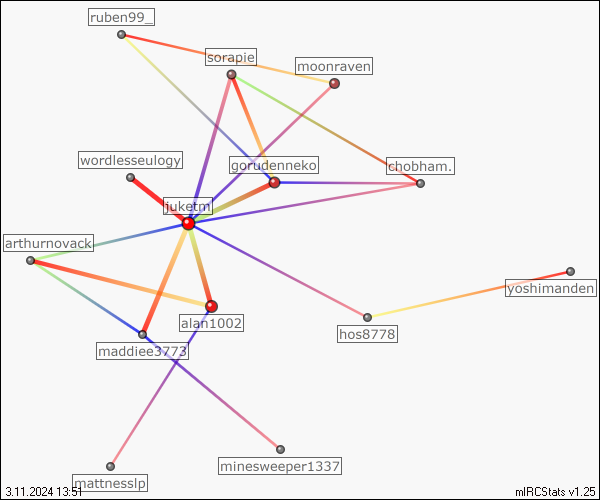 ruben99_
sorapie
moonraven
wordlesseulogy
gorudenneko
chobham.
juketm
arthurnovack
yoshimanden
alan1002
hos8778
maddiee3773
minesweeper1337
mattnesslp
3.11.2024 13:51
mIRCStats v1.25